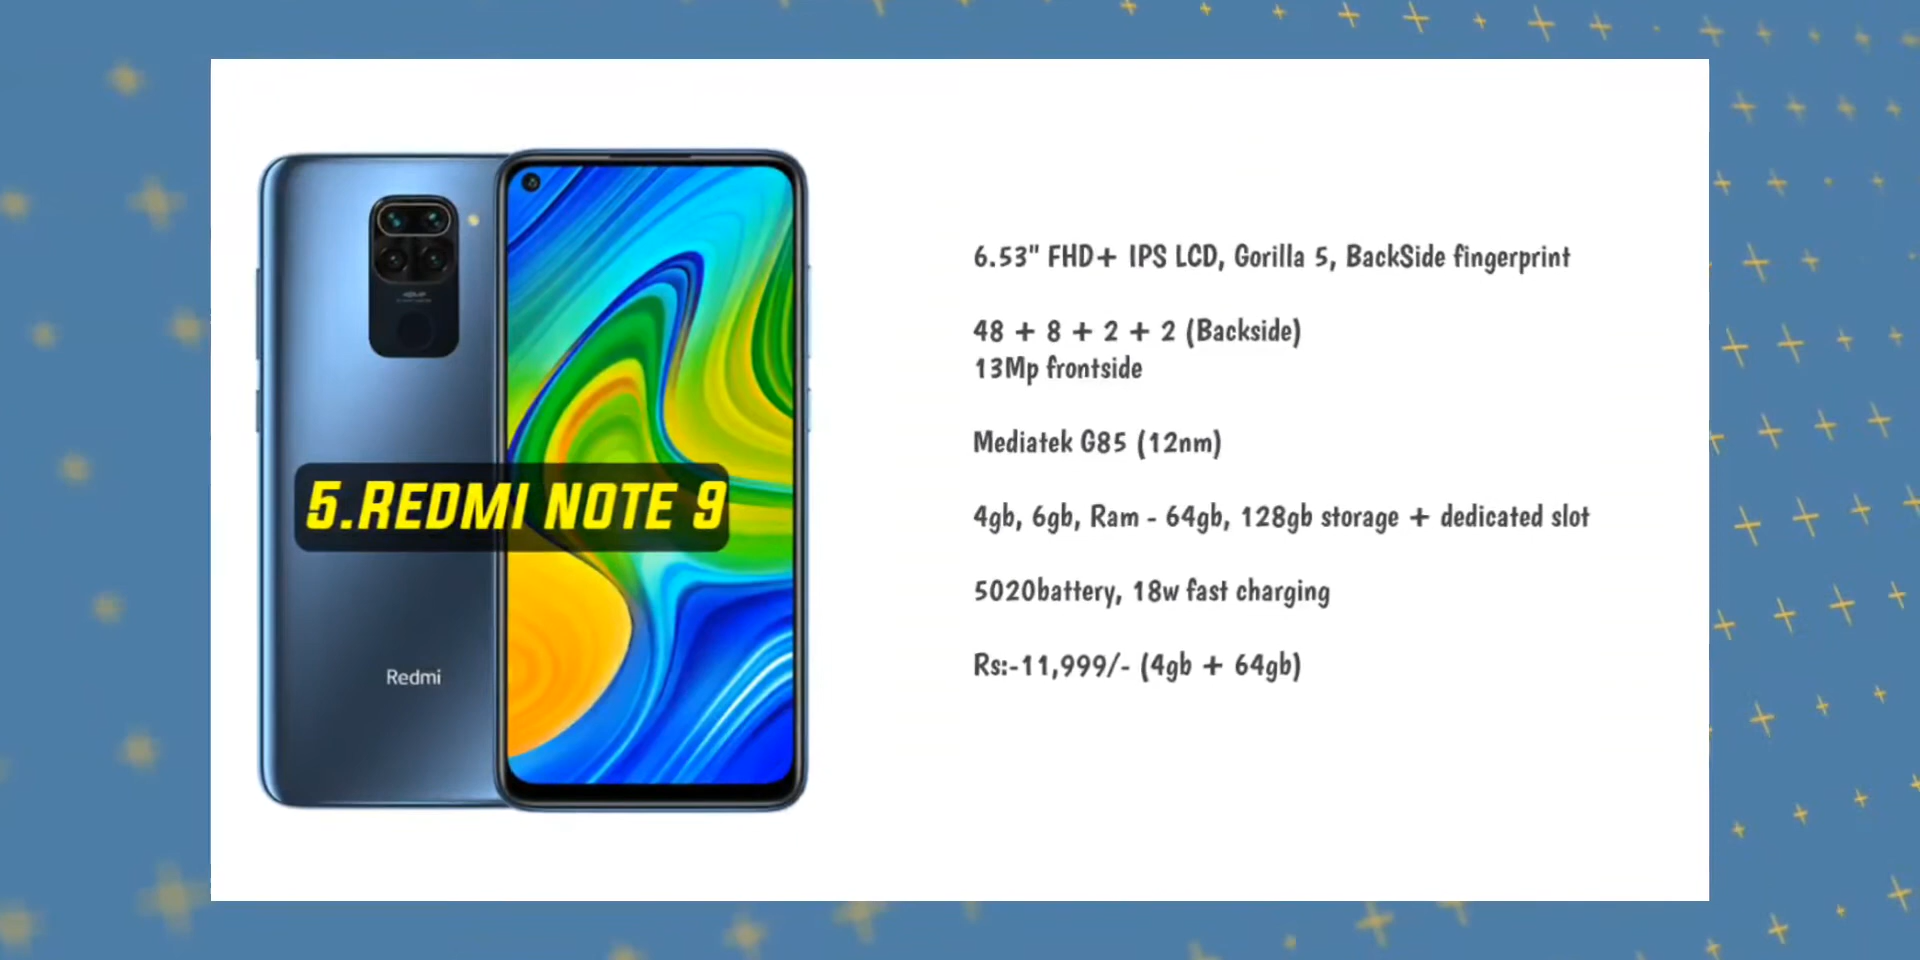 6.53" FHD+ IPS LCD, Gorilla 5, BackSide fingerprint
48 + 8 + 2 + 2 (Backside)
13Mp frontside
Mediatek G85 (12nm)
5.REDMI NOTE 9
4gb, 6gb, Ram - 64gb, 128gb storage + dedicated slot
5020battery, 18w fast charging
Rs:-11,999/- (4gb + 64gb)
Redmi